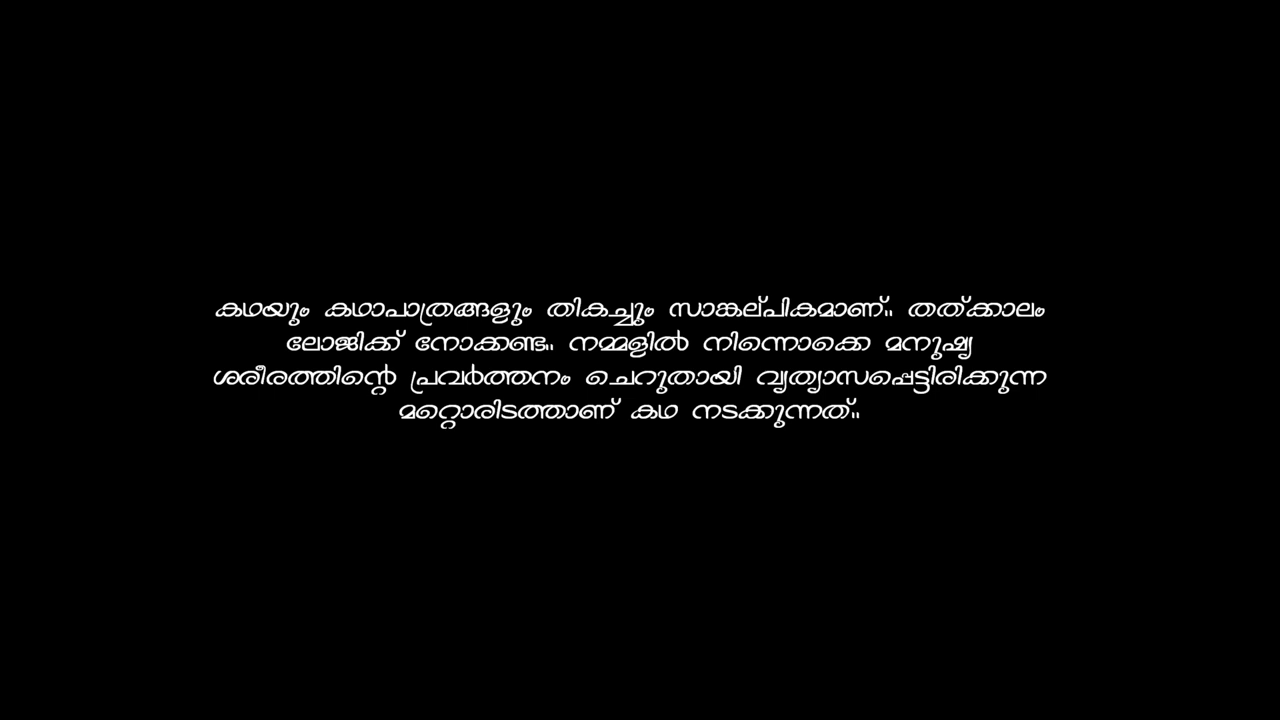 കഥയും കഥാപാത്രങ്ങളും തികച്ചും സാങ്കല്പികമാണ്.. തത്ക്കാലം
ലോജിക്ക് നോക്കണ്ട.. നമ്മളിൽ നിന്നൊക്കെ മനുഷ്യ
ശരീരത്തിന്റെ പ്രവർത്തനം ചെറുതായി വ്യത്യാസപ്പെട്ടിരിക്കുന്ന
മറ്റൊരിടത്താണ് കഥ നടക്കുന്നത്..